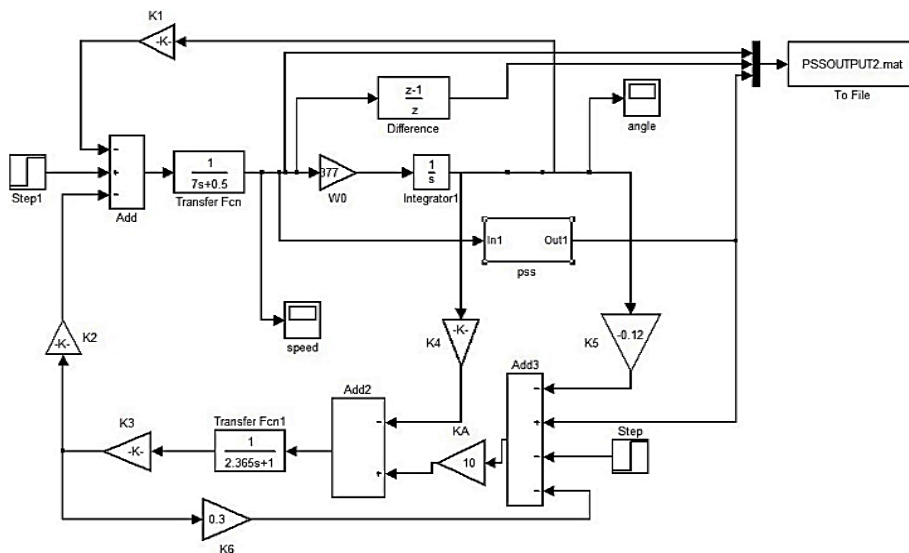 K1
-K-
PSSOUTPUT2.mat
To File
z-1
z
Difference
angle
Step1
-
+
-
Add
1
7s+0.5
Transfer Fcn
377
W0
1
s
Integrator1
In1
Out1
pss
speed
-K-
K2
-K-
K4
-0.12
K5
Add3
Add2
K3
-K-
Transfer Fcn1
1
2.365s+1
-
+
KA
10
-
+
-
-
Step
0.3
K6